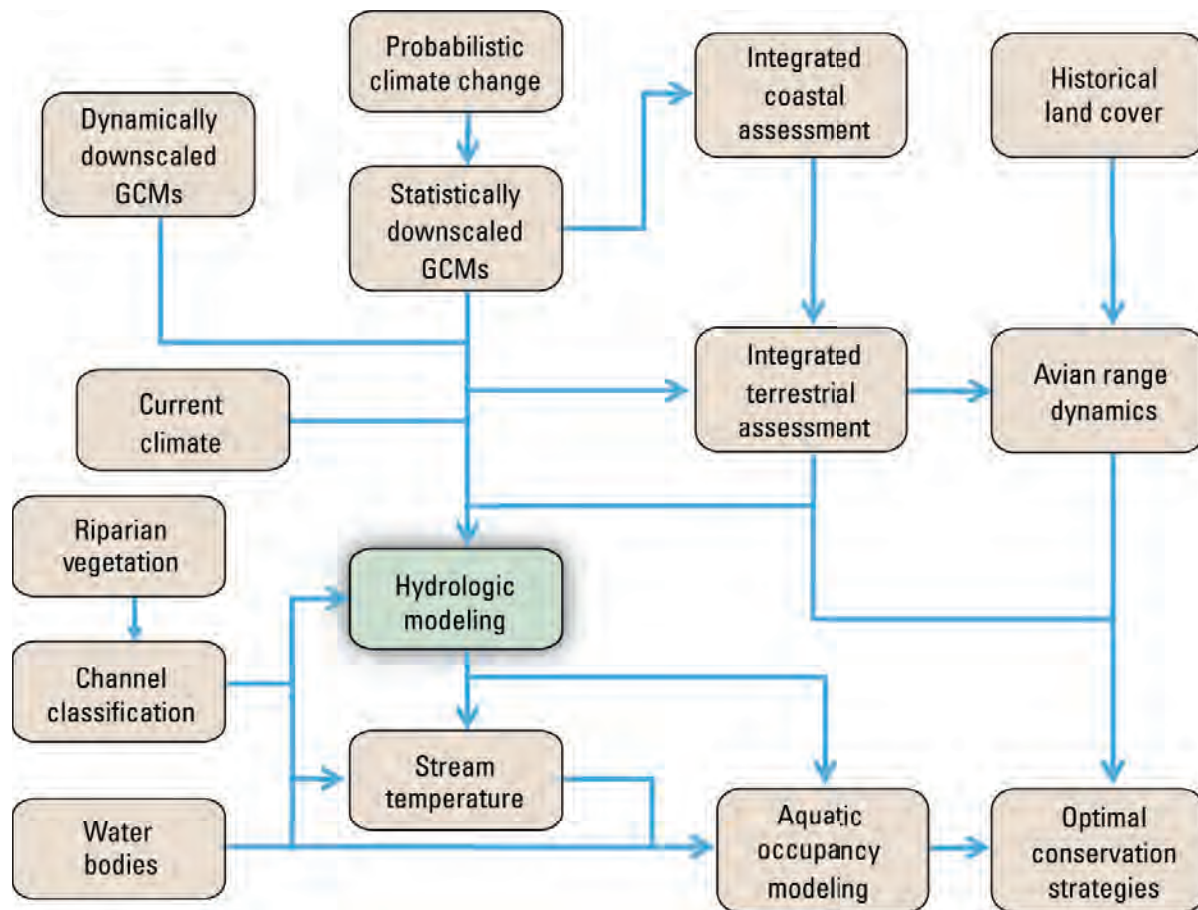 Probabilistic
climate change
Integrated
coastal
assessment
Historical
land cover
Dynamically
downscaled
GCMs
Statistically
downscaled
GCMs
Integrated
terrestrial
assessment
Avian range
dynamics
Current
climate
Riparian
vegetation
Hydrologic
modeling
Channel
classification
Stream
temperature
Water
bodies
Aquatic
occupancy
modeling
Optimal
conservation
strategies